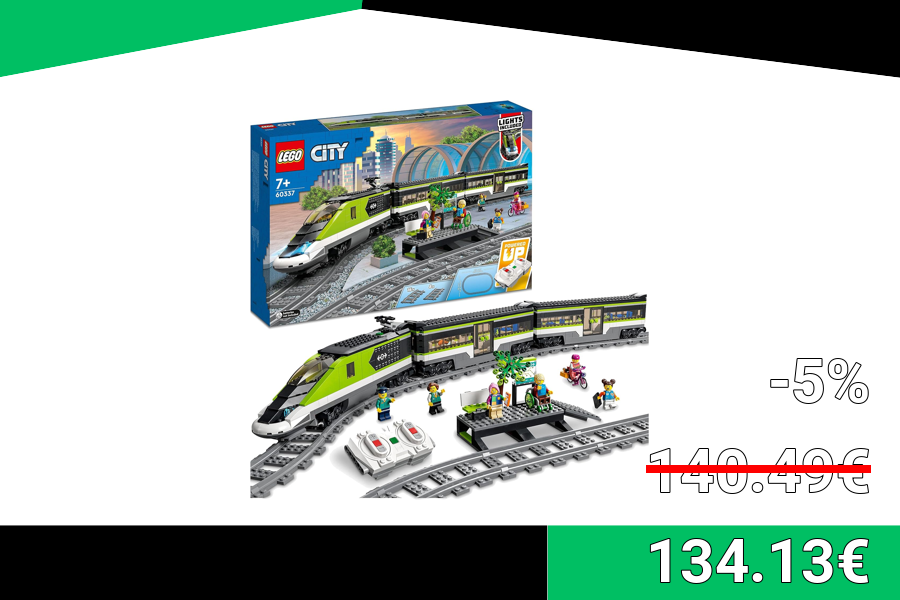 LIGHTS
INCLUDED
LEGO CITY
7+
60337
POWERED
UP
-5%
140.49€
134.13€